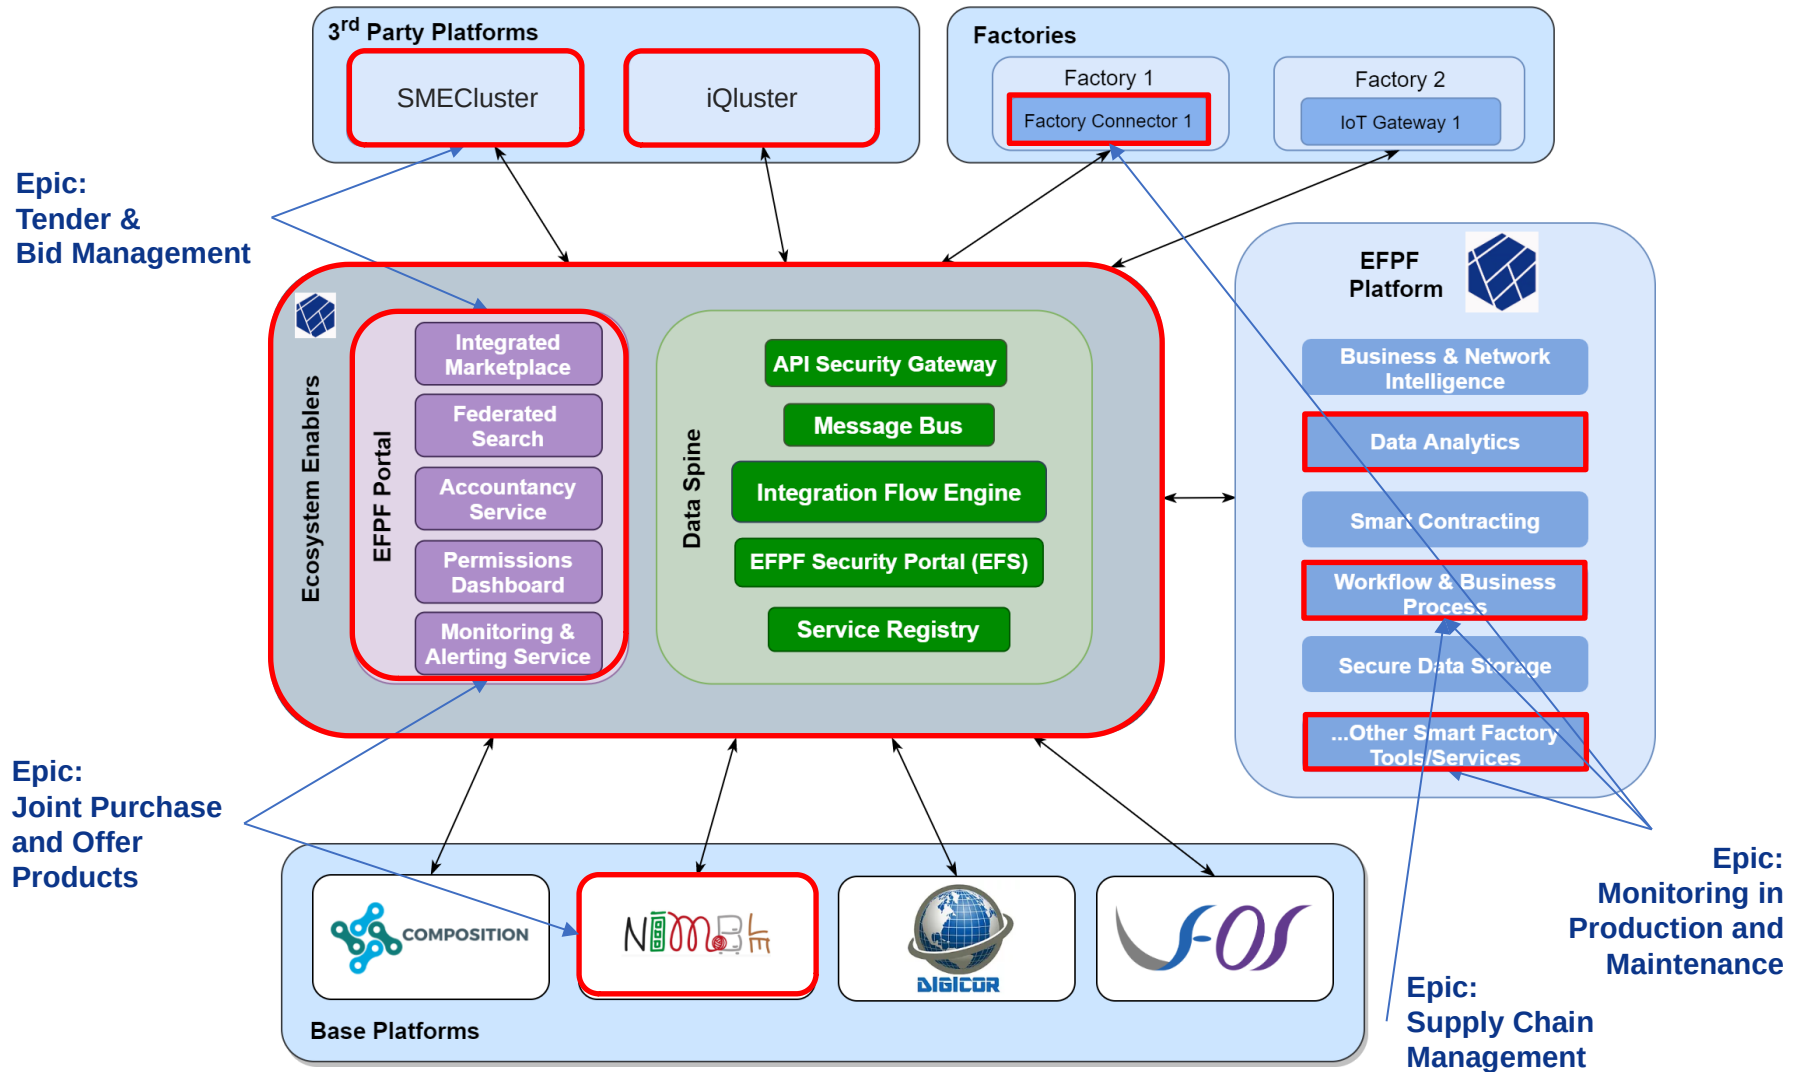 3rd Party Platforms
SMECluster
iQluster
Factories
Factory 1
Factory Connector 1
Factory 2
IoT Gateway 1
Epic:
Tender &
Bid Management
Ecosystem Enablers
EFPF Portal
Integrated
Marketplace
Federated
Search
Accountancy
Service
Permissions
Dashboard
Monitoring &
Alerting Service
Data Spine
API Security Gateway
Message Bus
Integration Flow Engine
EFPF Security Portal (EFS)
Service Registry
EFPF
Platform
Business & Network
Intelligence
Data Analytics
Smart Contracting
Workflow & Business
Process
Secure Data Storage
...Other Smart Factory
Tools/Services
Epic:
Joint Purchase
and Offer
Products
COMPOSITION
NIMBLE
DIGICOR
vf-OS
Base Platforms
Epic:
Monitoring in
Production and
Maintenance
Epic:
Supply Chain
Management